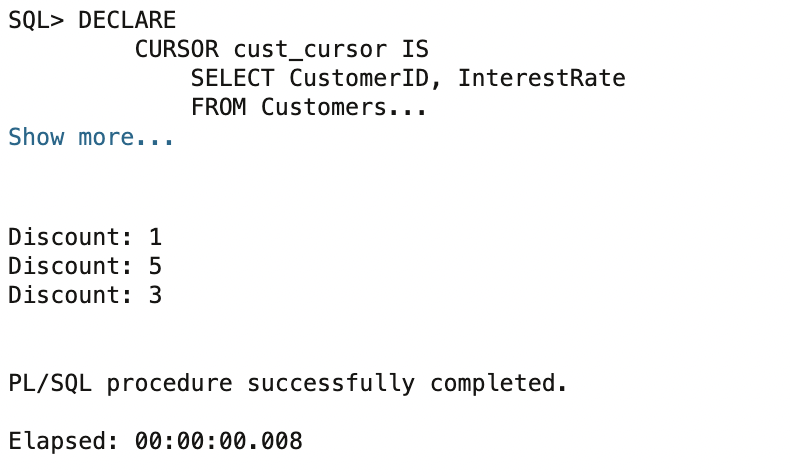 SQL> DECLARE
CURSOR cust_cursor IS
SELECT CustomerID, InterestRate
FROM Customers...
Show more...
Discount: 1
Discount: 5
Discount: 3
PL/SQL procedure successfully completed.
Elapsed: 00:00:00.008